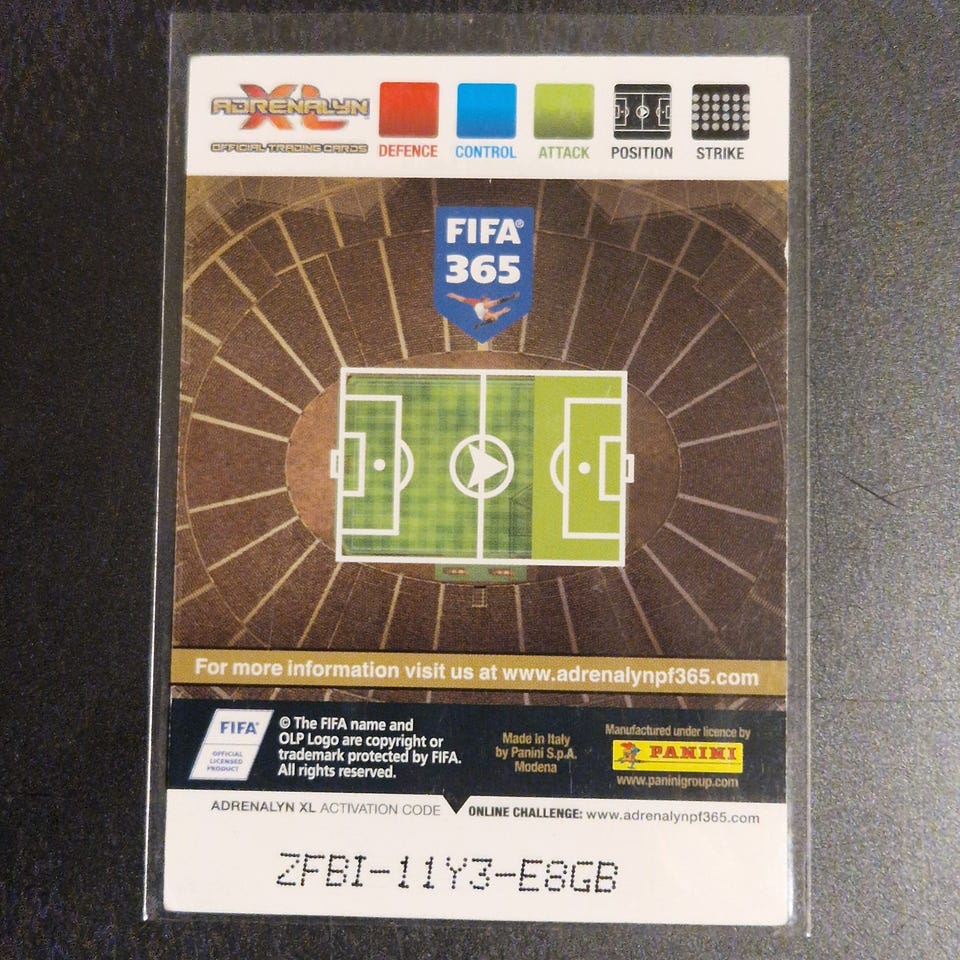 ADRENALYN XL
OFFICIAL TRADING CARDS
DEFENCE CONTROL ATTACK POSITION STRIKE
FIFA®
365
For more information visit us at www.adrenalynpf365.com
FIFA®
OFFICIAL
LICENSED
PRODUCT
© The FIFA name and
OLP Logo are copyright or
trademark protected by FIFA.
All rights reserved.
Made in Italy
by Panini S.p.A.
Modena
Manufactured under licence by
PANINI
www.paninigroup.com
ADRENALYN XL ACTIVATION CODE
ONLINE CHALLENGE: www.adrenalynpf365.com
ZFBI-11Y3-E8GB